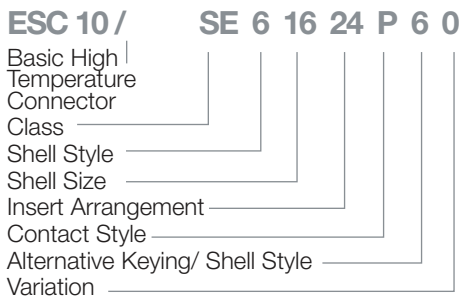 ESC 10 / SE 6 16 24 P 6 0
Basic High
Temperature
Connector
Class
Shell Style
Shell Size
Insert Arrangement
Contact Style
Alternative Keying/ Shell Style
Variation